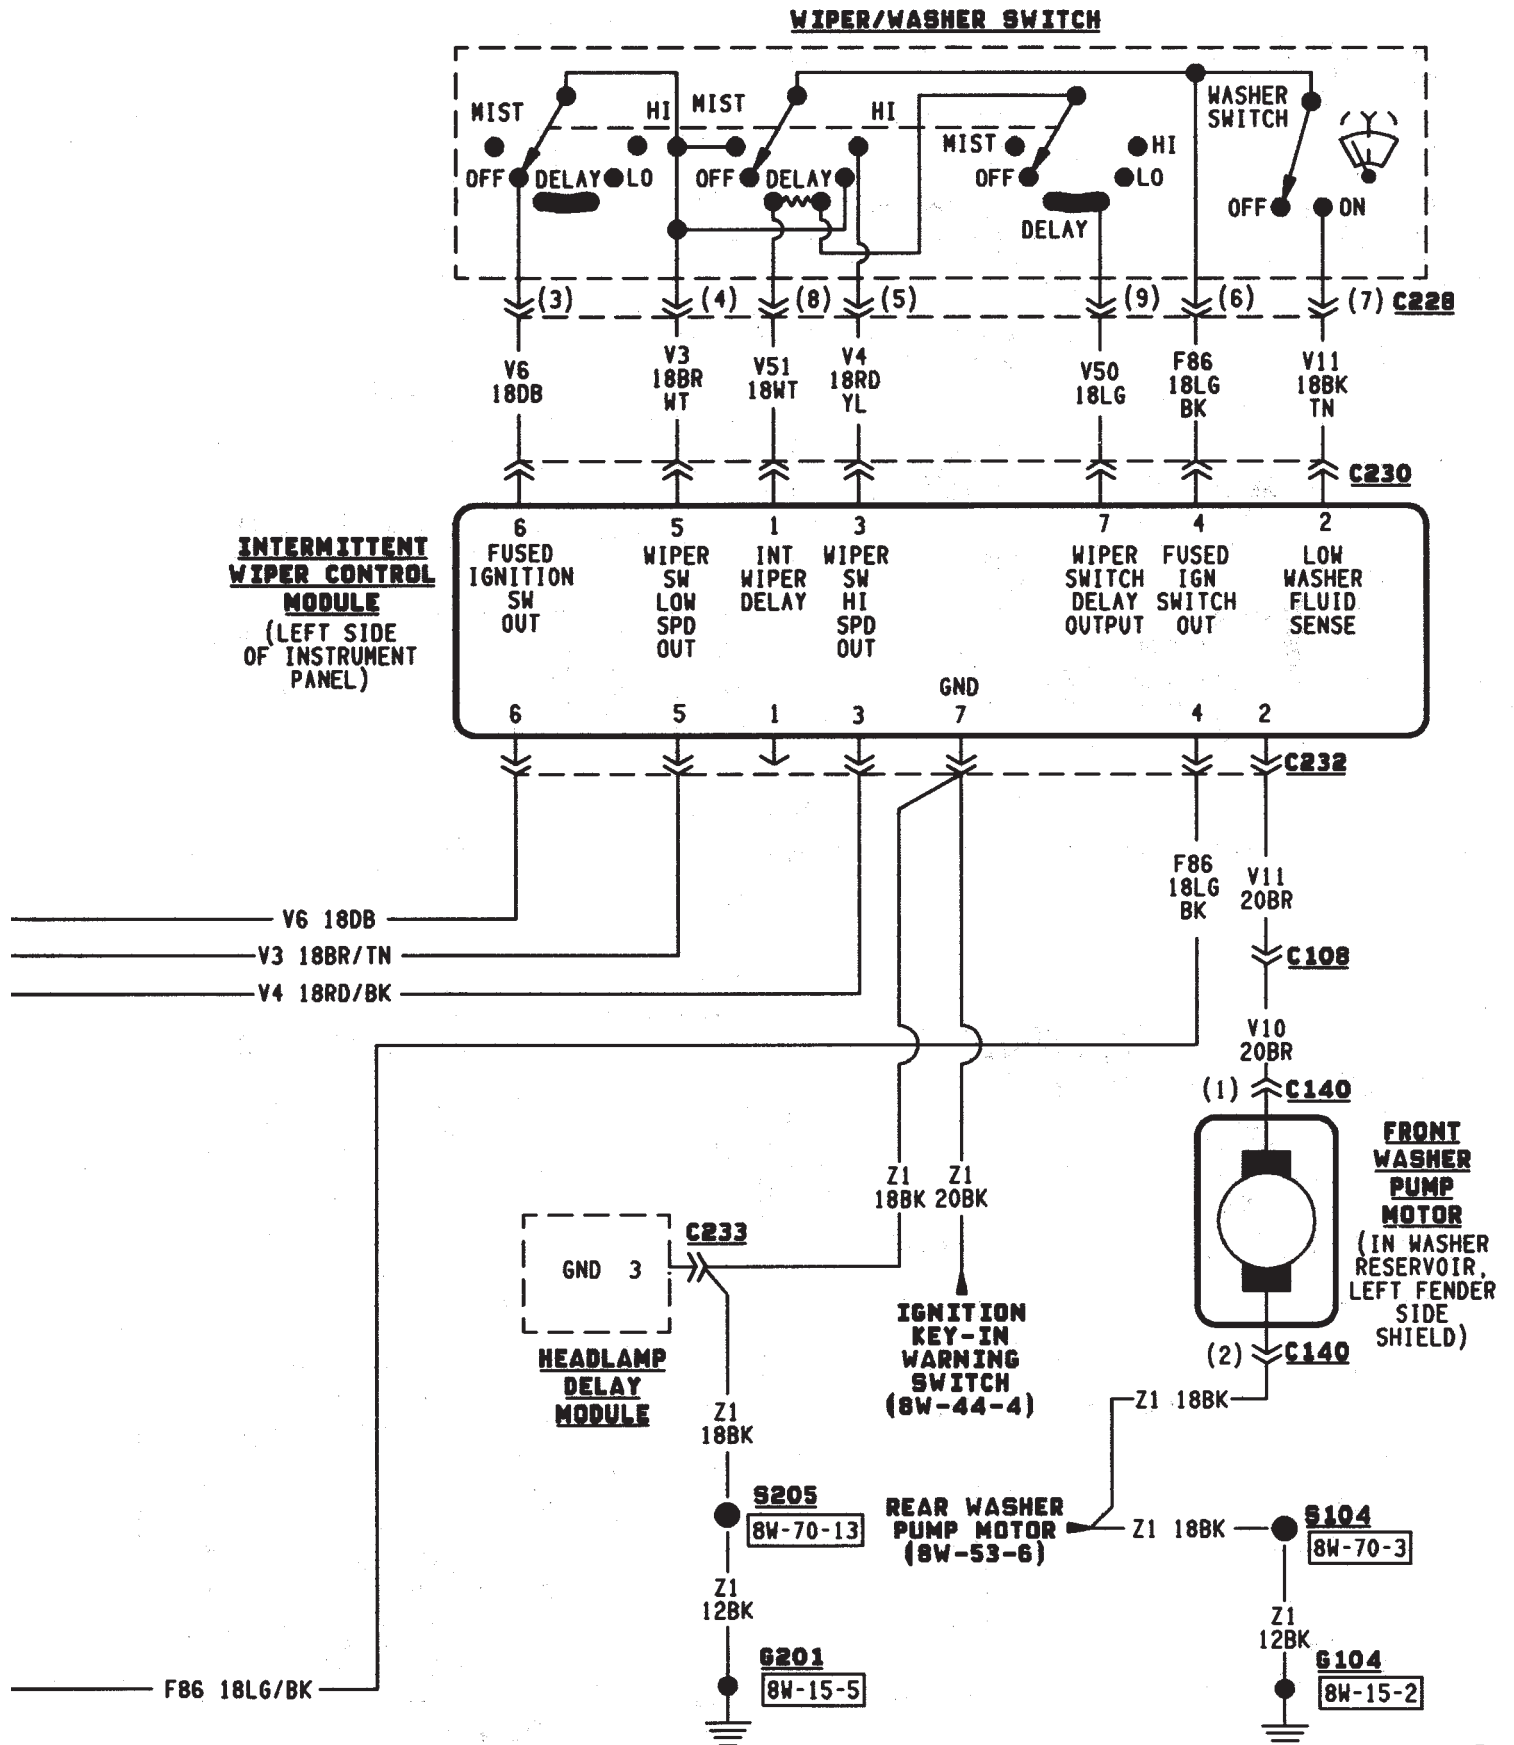 WIPER/WASHER SWITCH
MIST
HI
MIST
HI
WASHER
SWITCH
MIST
HI
OFF
DELAY
LO
OFF
DELAY
OFF
LO
DELAY
OFF
ON
(3)
(4)
(8)
(5)
(9)
(6)
(7)
C228
V6
18DB
V3
18BR
WT
V51
18WT
V4
18RD
YL
V50
18LG
F86
18LG
BK
V11
18BK
TN
C230
INTERMITTENT
WIPER CONTROL
MODULE
(LEFT SIDE
OF INSTRUMENT
PANEL)
6
FUSED
IGNITION
SW
OUT
5
WIPER
SW
LOW
SPD
OUT
1
INT
WIPER
DELAY
3
WIPER
SW
HI
SPD
OUT
7
WIPER
SWITCH
DELAY
OUTPUT
4
FUSED
IGN
SWITCH
OUT
2
LOW
WASHER
FLUID
SENSE
GND
6
5
1
3
7
4
2
C232
F86
18LG
BK
V11
20BR
V6 18DB
V3 18BR/TN
V4 18RD/BK
C108
V10
20BR
(1)
C140
FRONT
WASHER
PUMP
MOTOR
(IN WASHER
RESERVOIR,
LEFT FENDER
SIDE
SHIELD)
Z1
18BK
Z1
20BK
C233
GND 3
HEADLAMP
DELAY
MODULE
IGNITION
KEY-IN
WARNING
SWITCH
(8W-44-4)
(2)
C140
Z1 18BK
Z1
18BK
S205
8W-70-13
REAR WASHER
PUMP MOTOR
(8W-53-6)
Z1 18BK
S104
8W-70-3
Z1
12BK
Z1
12BK
G201
8W-15-5
G104
8W-15-2
F86 18LG/BK